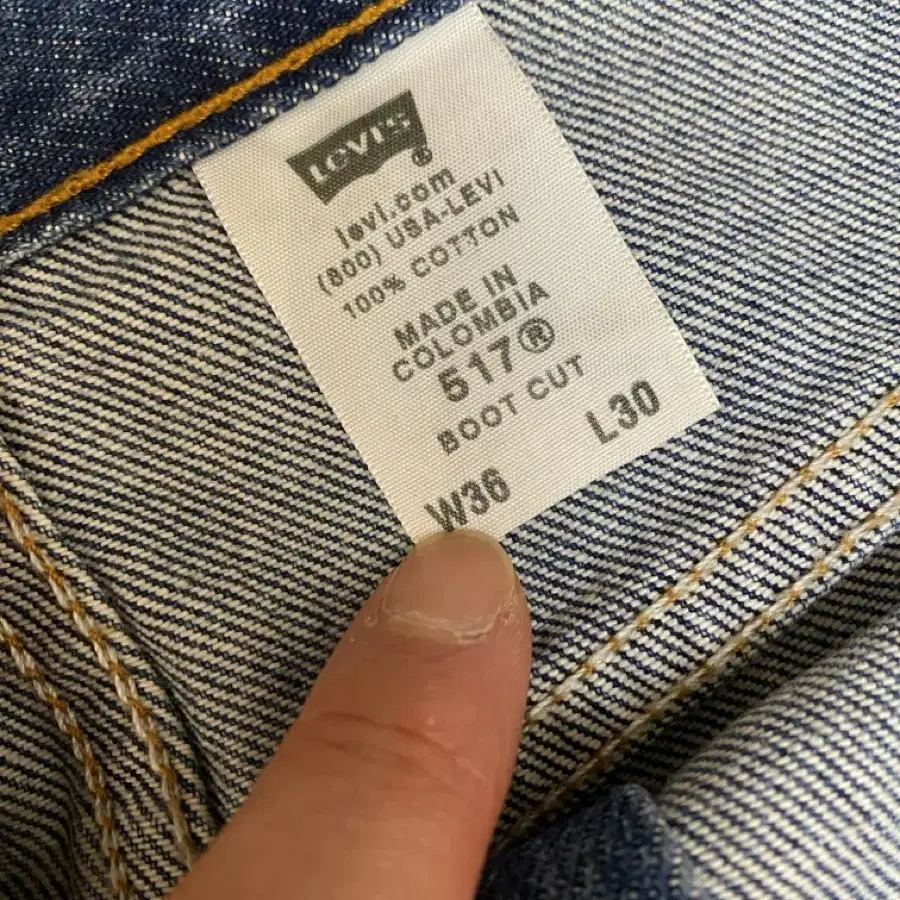 LEVI'S®
levi.com
(800) USA-LEVI
100% COTTON
MADE IN
COLOMBIA
517®
BOOT CUT
W36 L30